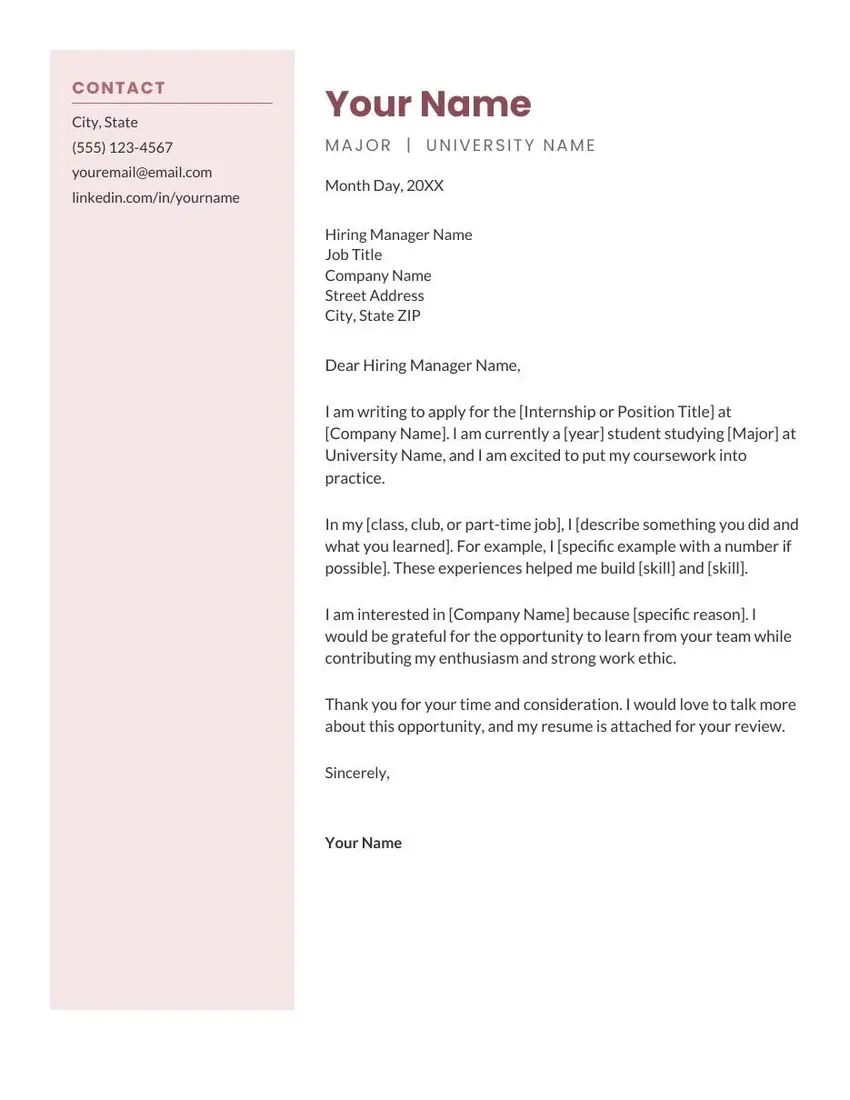 CONTACT
City, State
(555) 123-4567
youremail@email.com
linkedin.com/in/yourname
Your Name
MAJOR | UNIVERSITY NAME
Month Day, 20XX
Hiring Manager Name
Job Title
Company Name
Street Address
City, State ZIP
Dear Hiring Manager Name,
I am writing to apply for the [Internship or Position Title] at
[Company Name]. I am currently a [year] student studying [Major] at
University Name, and I am excited to put my coursework into
practice.
In my [class, club, or part-time job], I [describe something you did and
what you learned]. For example, I [specific example with a number if
possible]. These experiences helped me build [skill] and [skill].
I am interested in [Company Name] because [specific reason]. I
would be grateful for the opportunity to learn from your team while
contributing my enthusiasm and strong work ethic.
Thank you for your time and consideration. I would love to talk more
about this opportunity, and my resume is attached for your review.
Sincerely,
Your Name